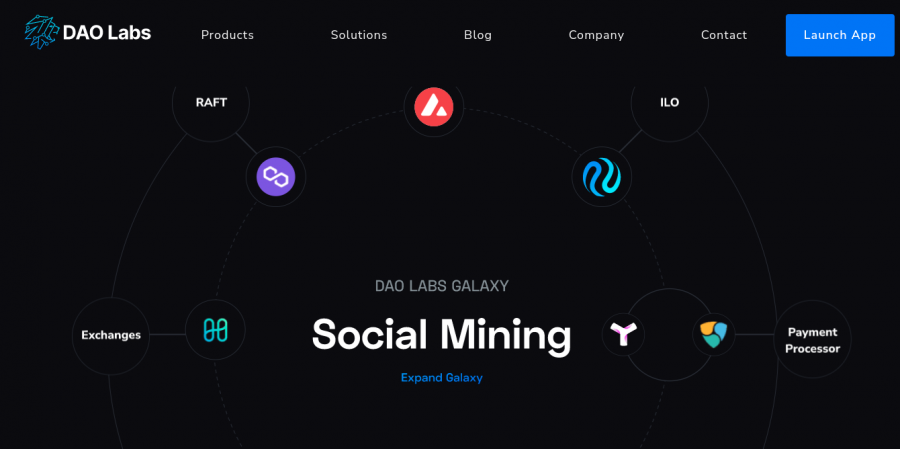 DAO Labs
Products
Solutions
Blog
Company
Contact
Launch App
RAFT
ILO
DAO LABS GALAXY
Social Mining
Expand Galaxy
Exchanges
Payment
Processor